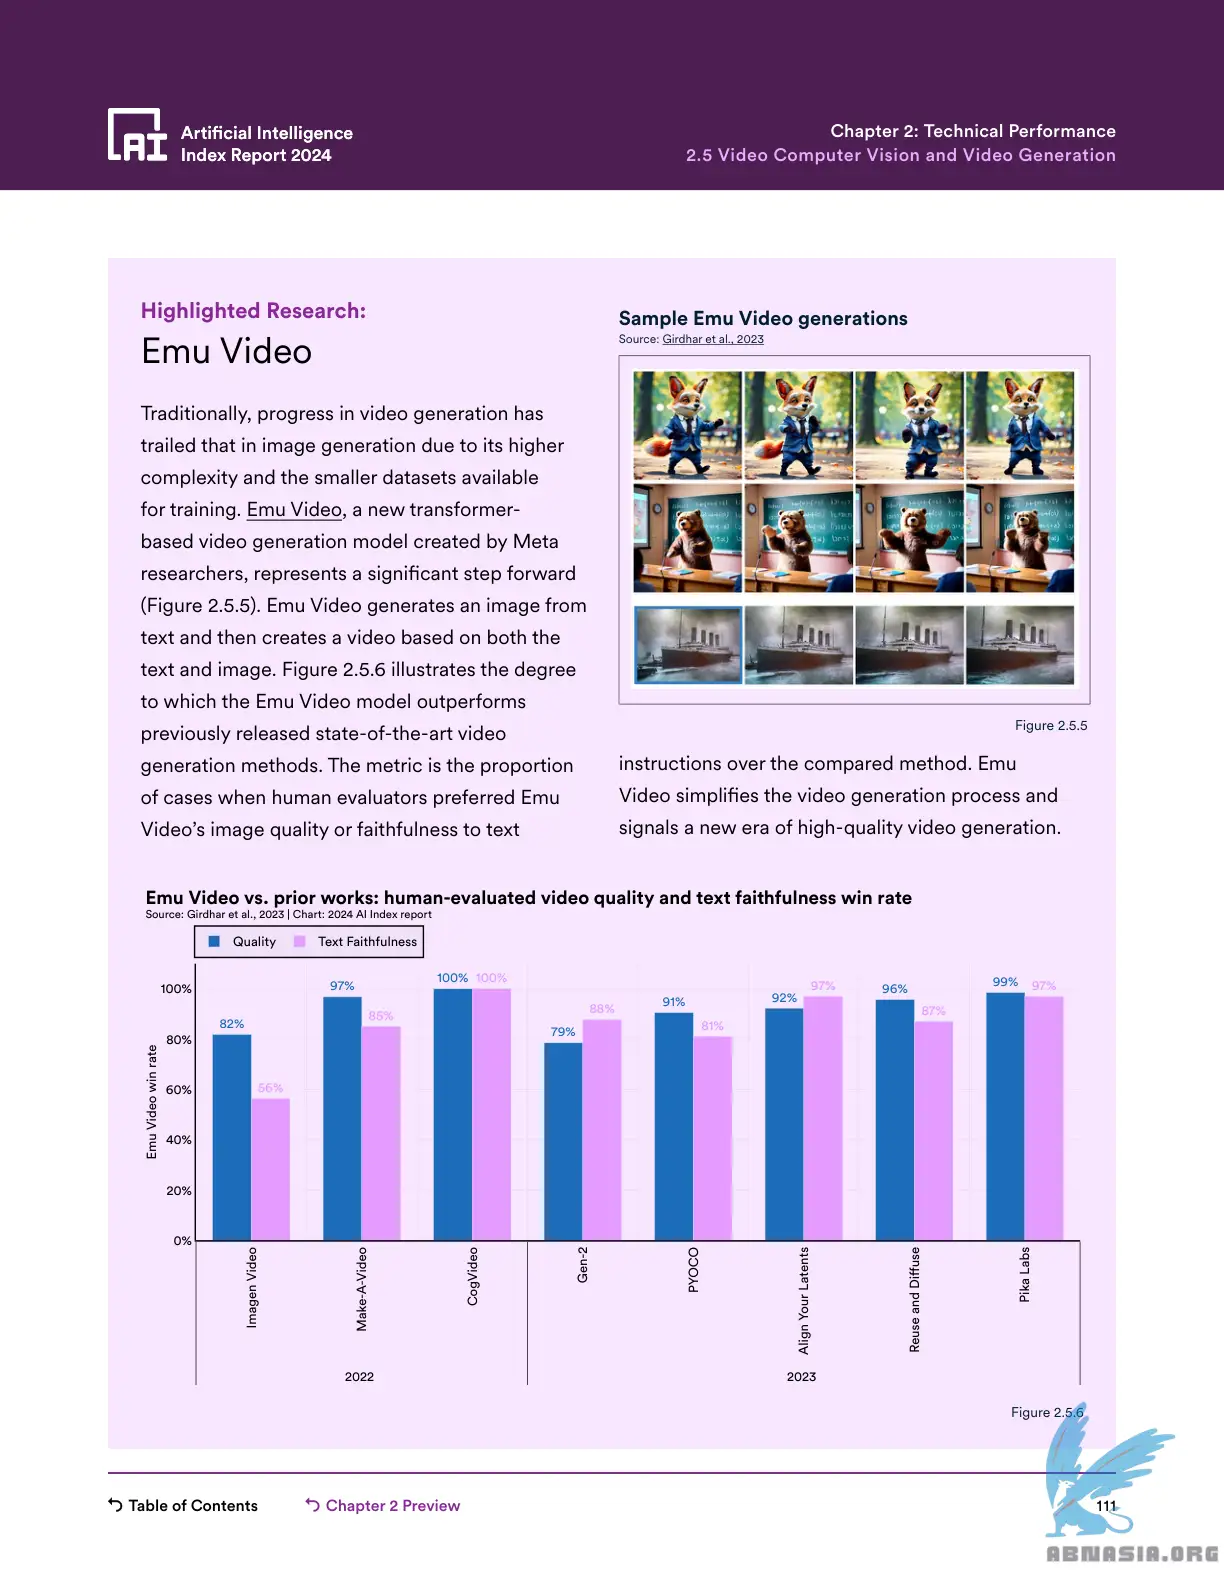 Artificial Intelligence
Index Report 2024
Chapter 2: Technical Performance
2.5 Video Computer Vision and Video Generation
Highlighted Research:
Emu Video
Traditionally, progress in video generation has
trailed that in image generation due to its higher
complexity and the smaller datasets available
for training. Emu Video, a new transformer-
based video generation model created by Meta
researchers, represents a significant step forward
(Figure 2.5.5). Emu Video generates an image from
text and then creates a video based on both the
text and image. Figure 2.5.6 illustrates the degree
to which the Emu Video model outperforms
previously released state-of-the-art video
generation methods. The metric is the proportion
of cases when human evaluators preferred Emu
Video’s image quality or faithfulness to text
Sample Emu Video generations
Source: Girdhar et al., 2023
Figure 2.5.5
instructions over the compared method. Emu
Video simplifies the video generation process and
signals a new era of high-quality video generation.
Emu Video vs. prior works: human-evaluated video quality and text faithfulness win rate
Source: Girdhar et al., 2023 | Chart: 2024 AI Index report
Quality Text Faithfulness
Emu Video win rate
100%
80%
60%
40%
20%
0%
82% 56%
97% 85%
100% 100%
79% 88%
91% 81%
92% 97%
96% 87%
99% 97%
Imagen Video
Make-A-Video
CogVideo
Gen-2
PYOCO
Align Your Latents
Reuse and Diffuse
Pika Labs
2022
2023
Figure 2.5.6
Table of Contents
Chapter 2 Preview
111
ABNASIA.ORG